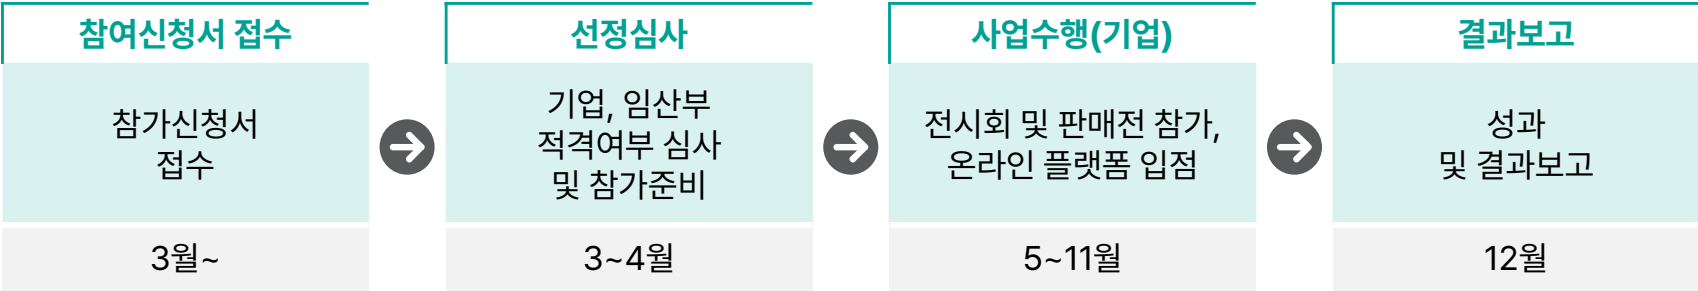 참여신청서 접수
참가신청서
접수
3월~
선정심사
기업, 임산부
적격여부 심사
및 참가준비
3~4월
사업수행(기업)
전시회 및 판매전 참가,
온라인 플랫폼 입점
5~11월
결과보고
성과
및 결과보고
12월